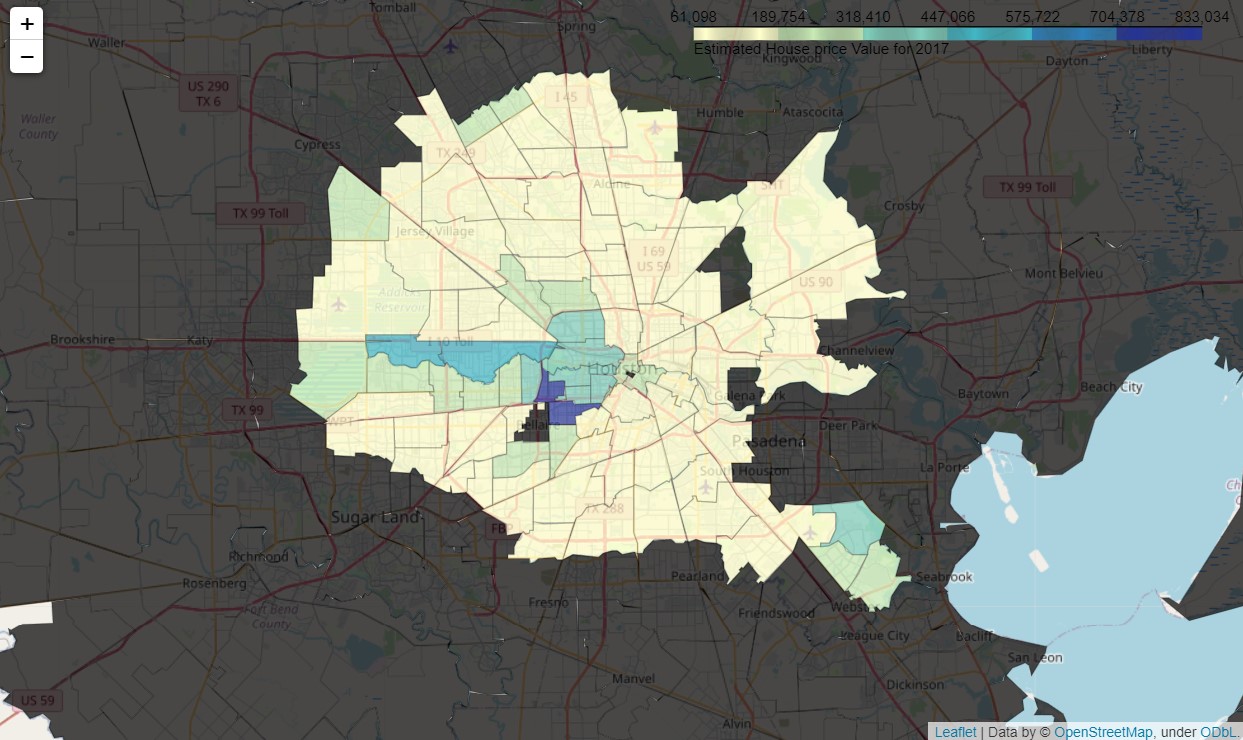 +
−
61,098 189,754 318,410 447,066 575,722 704,378 833,034
Estimated House price Value for 2017
Tomball
Spring
Waller
Kingwood
Liberty
Dayton
US 290
TX 6
I 45
Humble
Atascocita
Waller
County
Cypress
TX 249
Aldine
SHT
TX 99 Toll
Crosby
TX 99 Toll
Jersey Village
I 69
US 59
US 90
Mont Belvieu
Addicks
Reservoir
Brookshire
Katy
I 10 Toll
Channelview
Houston
Beach City
TX 99
WPT
Galena Park
Baytown
Bellaire
Deer Park
Pasadena
La Porte
South Houston
Sugar Land
TX 288
FBP
Richmond
Rosenberg
Pearland
Seabrook
Fort Bend
County
Fresno
Friendswood
League City
Bacliff
San Leon
Manvel
Dickinson
US 59
Alvin
Leaflet | Data by © OpenStreetMap, under ODbL.